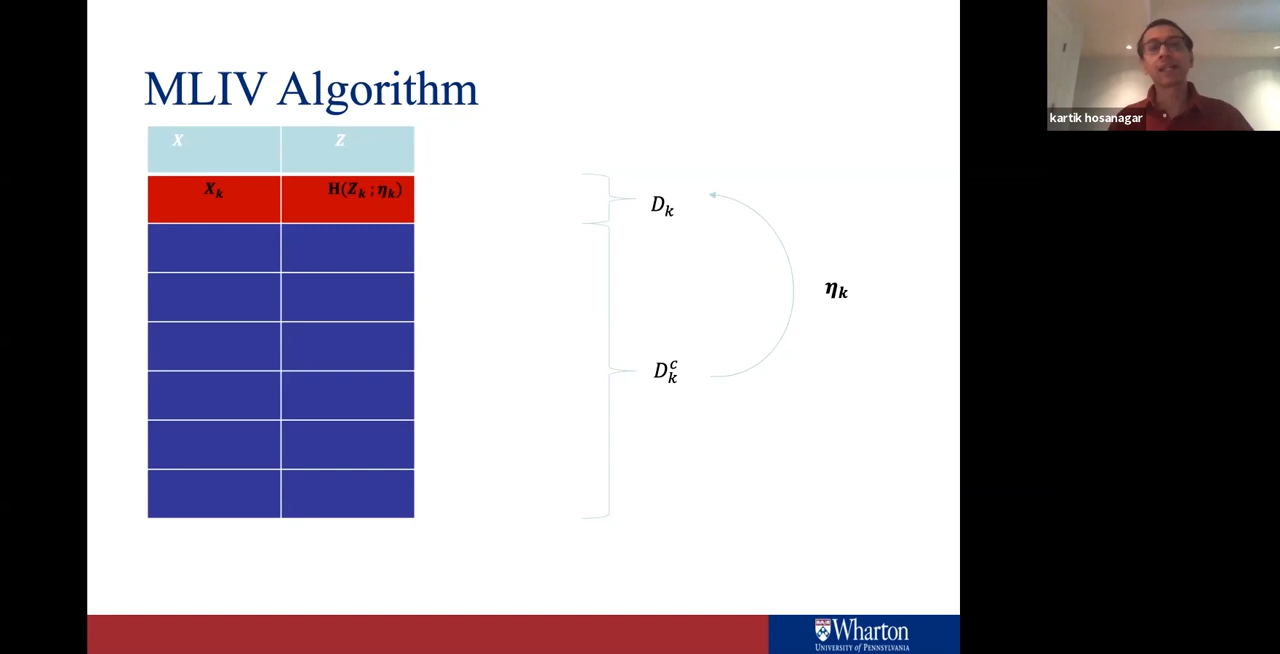 MLIV Algorithm
X Z
X_k H(Z_k ; η_k)
D_k
η_k
D_k^c
kartik hosanagar
Wharton
UNIVERSITY of PENNSYLVANIA